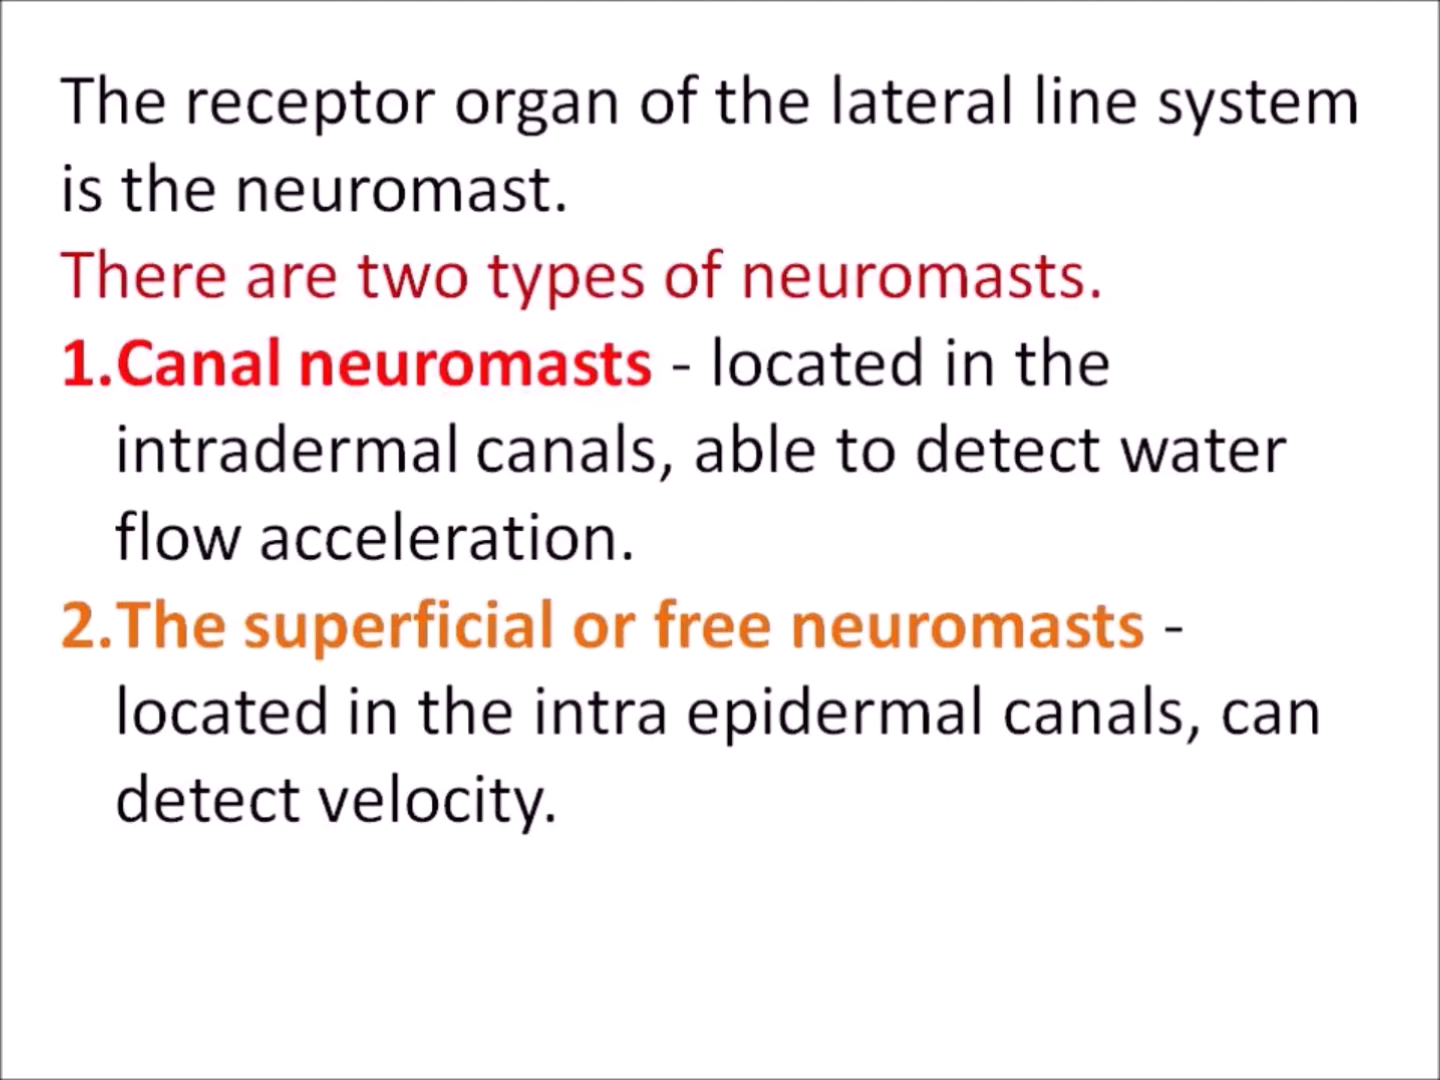 The receptor organ of the lateral line system
is the neuromast.
There are two types of neuromasts.
1.Canal neuromasts - located in the
intradermal canals, able to detect water
flow acceleration.
2.The superficial or free neuromasts -
located in the intra epidermal canals, can
detect velocity.